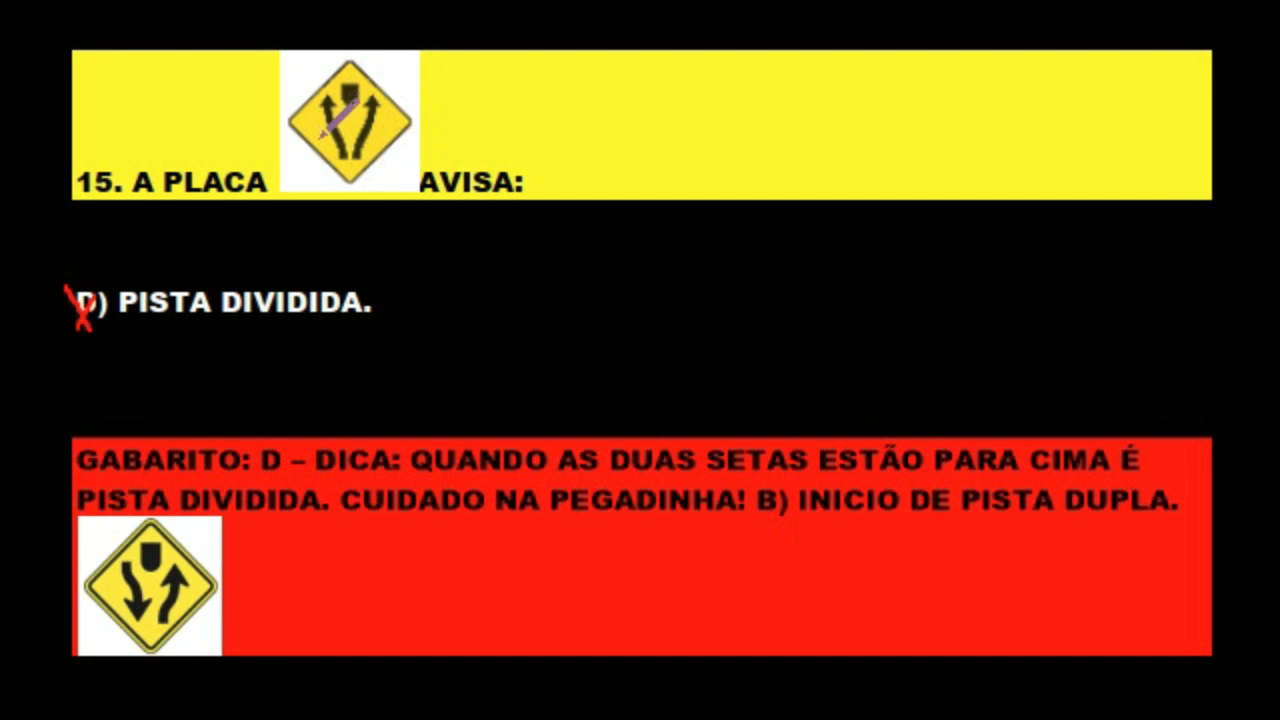 15. A PLACA AVISA:
D) PISTA DIVIDIDA.
GABARITO: D – DICA: QUANDO AS DUAS SETAS ESTÃO PARA CIMA É
PISTA DIVIDIDA. CUIDADO NA PEGADINHA! B) INICIO DE PISTA DUPLA.